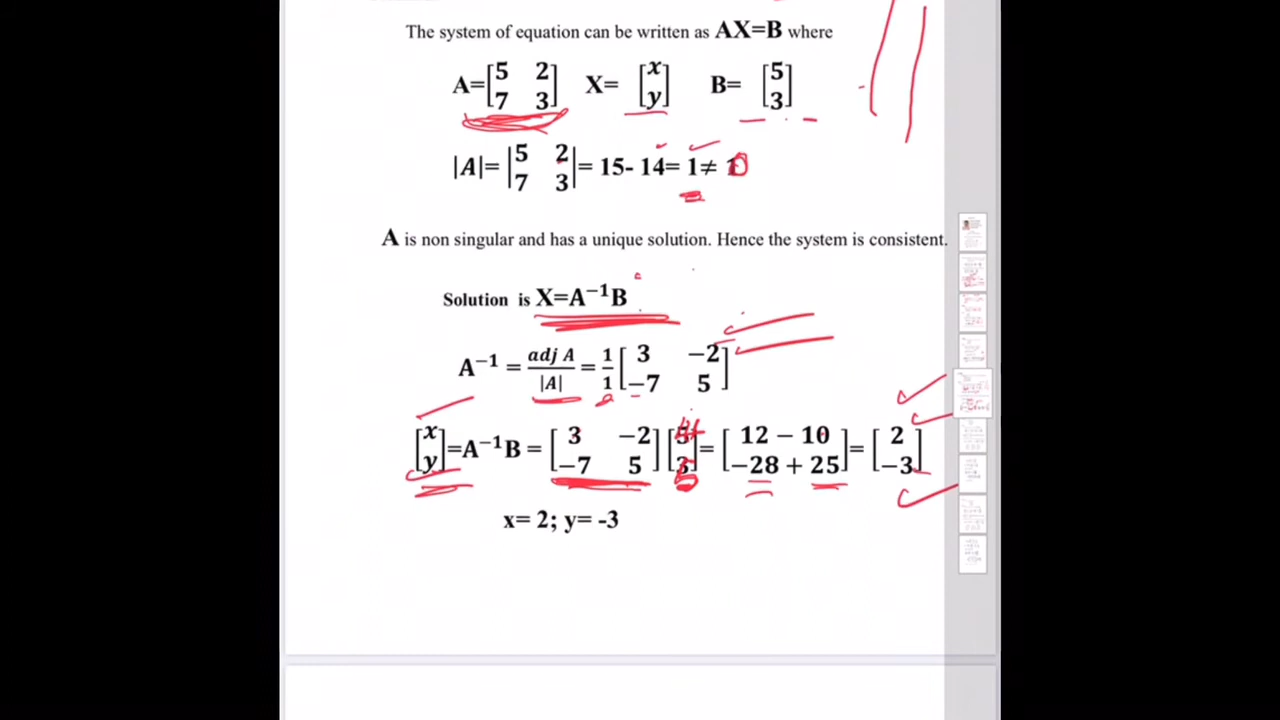 The system of equation can be written as AX=B where
A=[5 2 7 3] X= [x y] B= [5 3]
|A|= |5 2 7 3|= 15- 14= 1≠ 0
A is non singular and has a unique solution. Hence the system is consistent.
Solution is X=A⁻¹B
A⁻¹ = adj A / |A| = 1/1 [3 −2 −7 5]
[x y]=A⁻¹B = [3 −2 −7 5] [4 5]= [12 − 10 −28 + 25]= [2 −3]
x= 2; y= -3